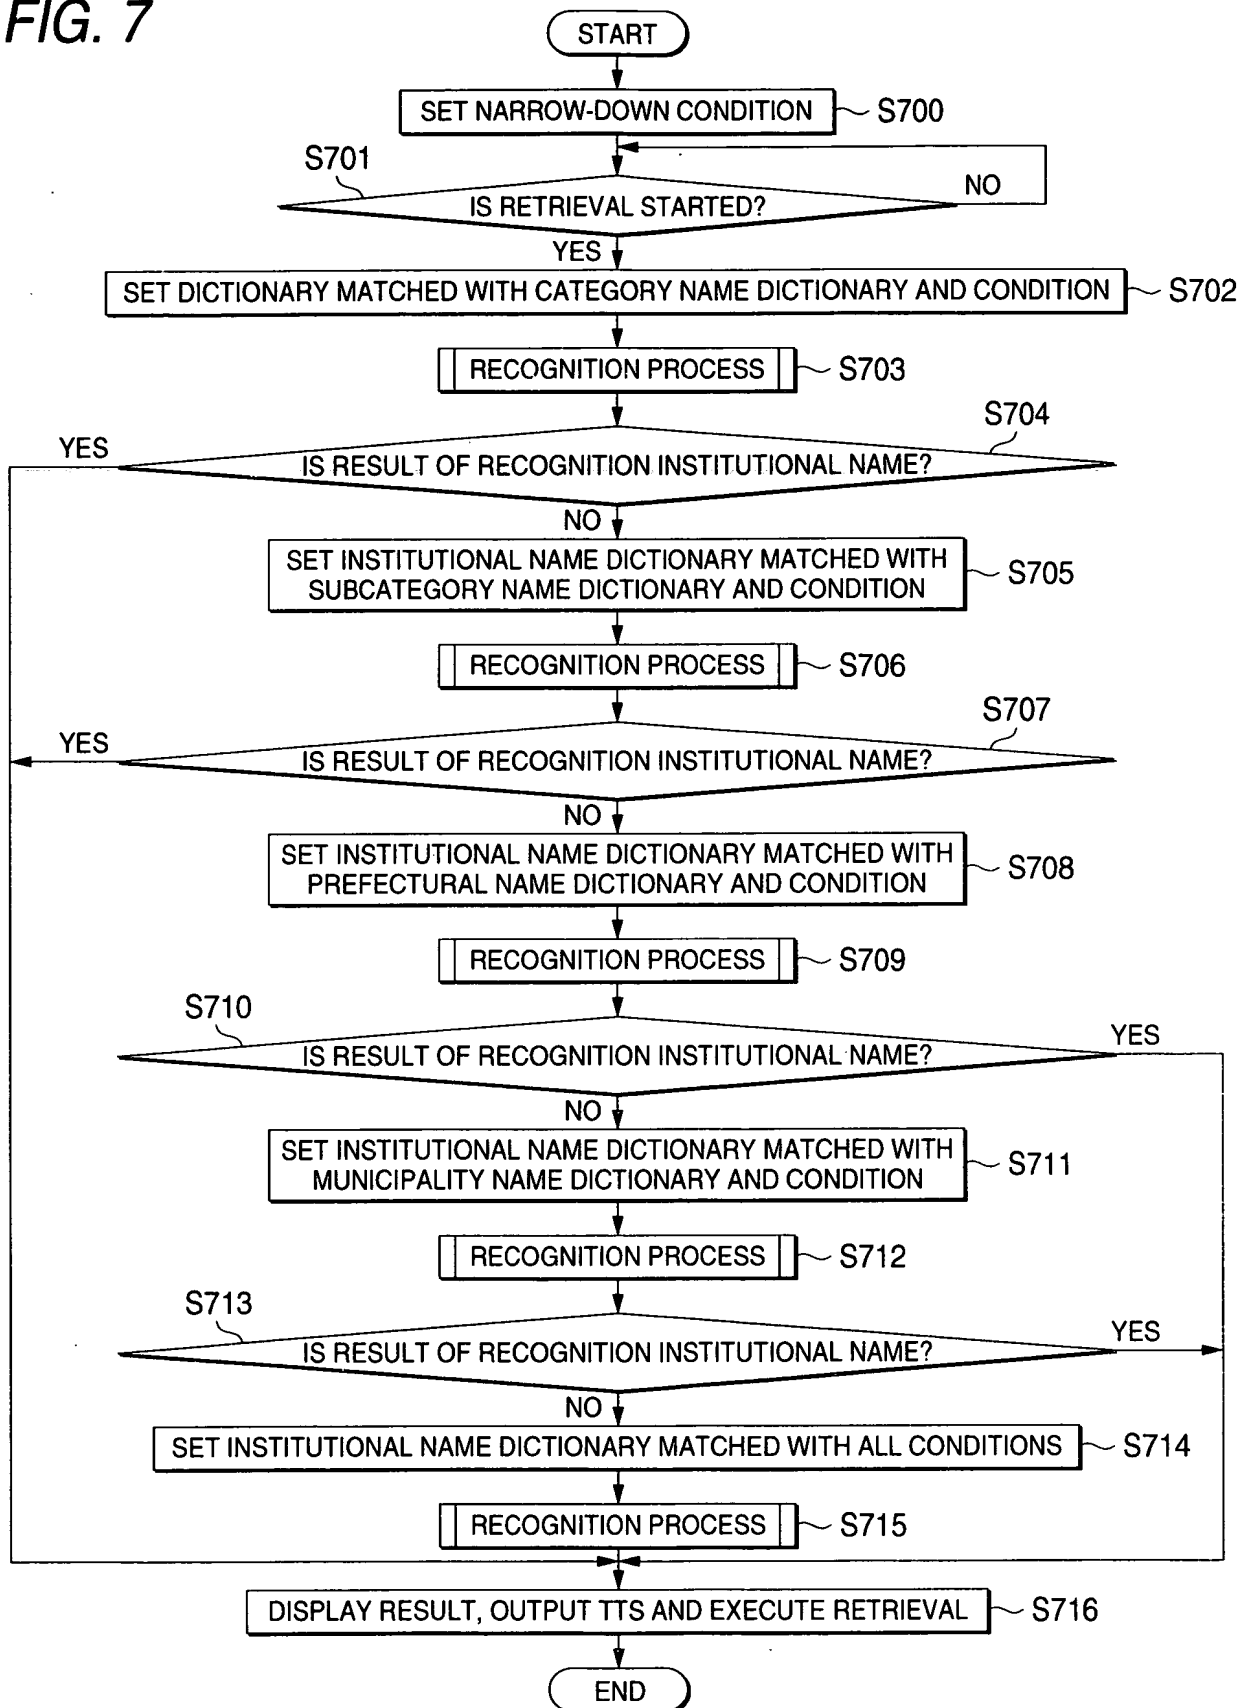 FIG. 7
START
SET NARROW-DOWN CONDITION
S700
S701
NO
IS RETRIEVAL STARTED?
YES
SET DICTIONARY MATCHED WITH CATEGORY NAME DICTIONARY AND CONDITION
S702
RECOGNITION PROCESS
S703
S704
YES
IS RESULT OF RECOGNITION INSTITUTIONAL NAME?
NO
SET INSTITUTIONAL NAME DICTIONARY MATCHED WITH
SUBCATEGORY NAME DICTIONARY AND CONDITION
S705
RECOGNITION PROCESS
S706
S707
YES
IS RESULT OF RECOGNITION INSTITUTIONAL NAME?
NO
SET INSTITUTIONAL NAME DICTIONARY MATCHED WITH
PREFECTURAL NAME DICTIONARY AND CONDITION
S708
RECOGNITION PROCESS
S709
S710
YES
IS RESULT OF RECOGNITION INSTITUTIONAL NAME?
NO
SET INSTITUTIONAL NAME DICTIONARY MATCHED WITH
MUNICIPALITY NAME DICTIONARY AND CONDITION
S711
RECOGNITION PROCESS
S712
S713
YES
IS RESULT OF RECOGNITION INSTITUTIONAL NAME?
NO
SET INSTITUTIONAL NAME DICTIONARY MATCHED WITH ALL CONDITIONS
S714
RECOGNITION PROCESS
S715
DISPLAY RESULT, OUTPUT TTS AND EXECUTE RETRIEVAL
S716
END